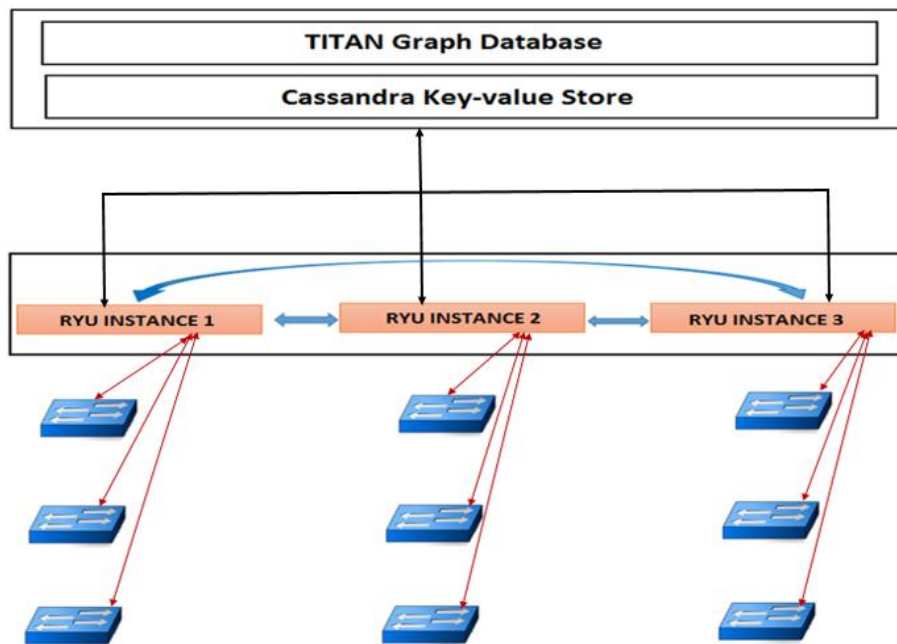 TITAN Graph Database
Cassandra Key-value Store
RYU INSTANCE 1
RYU INSTANCE 2
RYU INSTANCE 3